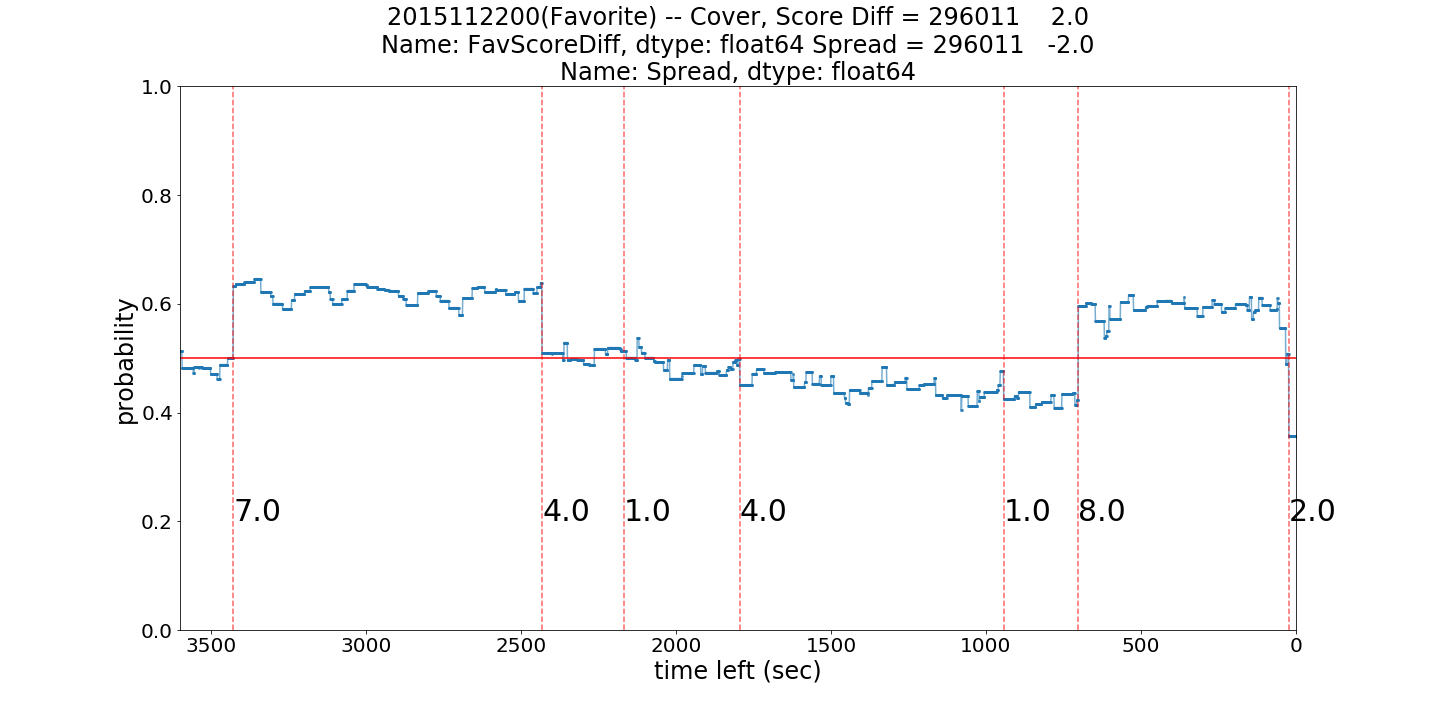 2015112200(Favorite) -- Cover, Score Diff = 296011    2.0
Name: FavScoreDiff, dtype: float64 Spread = 296011   -2.0
Name: Spread, dtype: float64
1.0
0.8
0.6
0.4
0.2
0.0
probability
7.0 4.0 1.0 4.0 1.0 8.0 2.0
3500 3000 2500 2000 1500 1000 500 0
time left (sec)